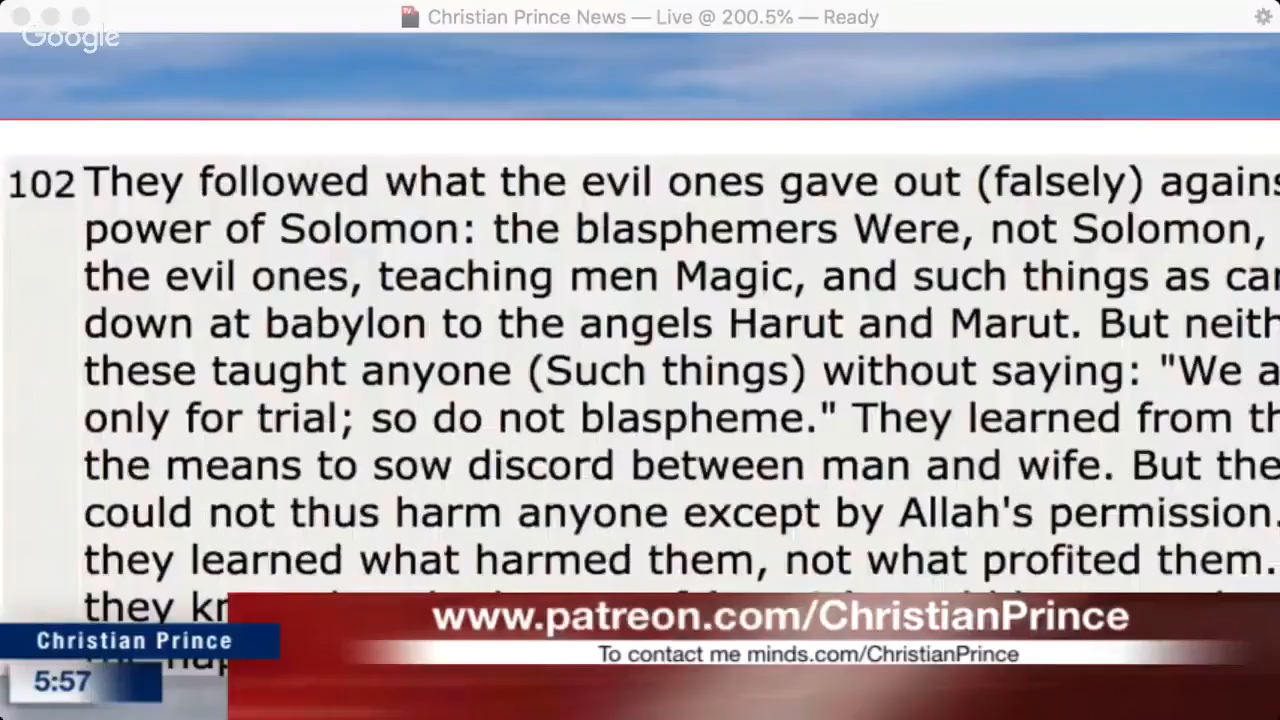 Christian Prince News — Live @ 200.5% — Ready
Google
102 They followed what the evil ones gave out (falsely) agains
power of Solomon: the blasphemers Were, not Solomon,
the evil ones, teaching men Magic, and such things as car
down at babylon to the angels Harut and Marut. But neith
these taught anyone (Such things) without saying: "We a
only for trial; so do not blaspheme." They learned from th
the means to sow discord between man and wife. But the
could not thus harm anyone except by Allah's permission.
they learned what harmed them, not what profited them.
they kn
www.patreon.com/ChristianPrince
Christian Prince
To contact me minds.com/ChristianPrince
5:57